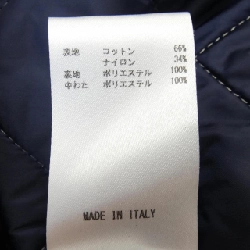 表地 コットン 66%
ナイロン 34%
裏地 ポリエステル 100%
中わた ポリエステル 100%
MADE IN ITALY